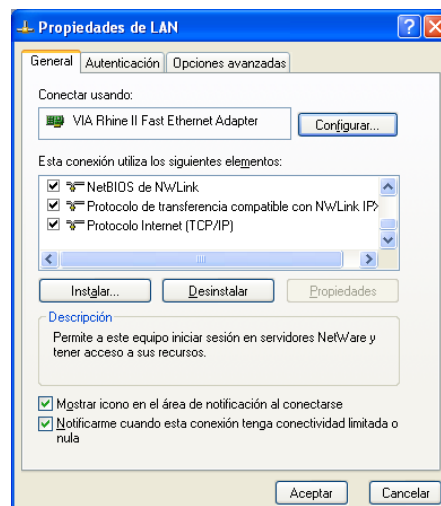 Propiedades de LAN
General Autenticación Opciones avanzadas
Conectar usando:
VIA Rhine II Fast Ethernet Adapter Configurar...
Esta conexión utiliza los siguientes elementos:
NetBIOS de NWLink
Protocolo de transferencia compatible con NWLink IP
Protocolo Internet (TCP/IP)
Instalar... Desinstalar Propiedades
Descripción
Permite a este equipo iniciar sesión en servidores NetWare y
tener acceso a sus recursos.
Mostrar icono en el área de notificación al conectarse
Notificarme cuando esta conexión tenga conectividad limitada o
nula
Aceptar Cancelar